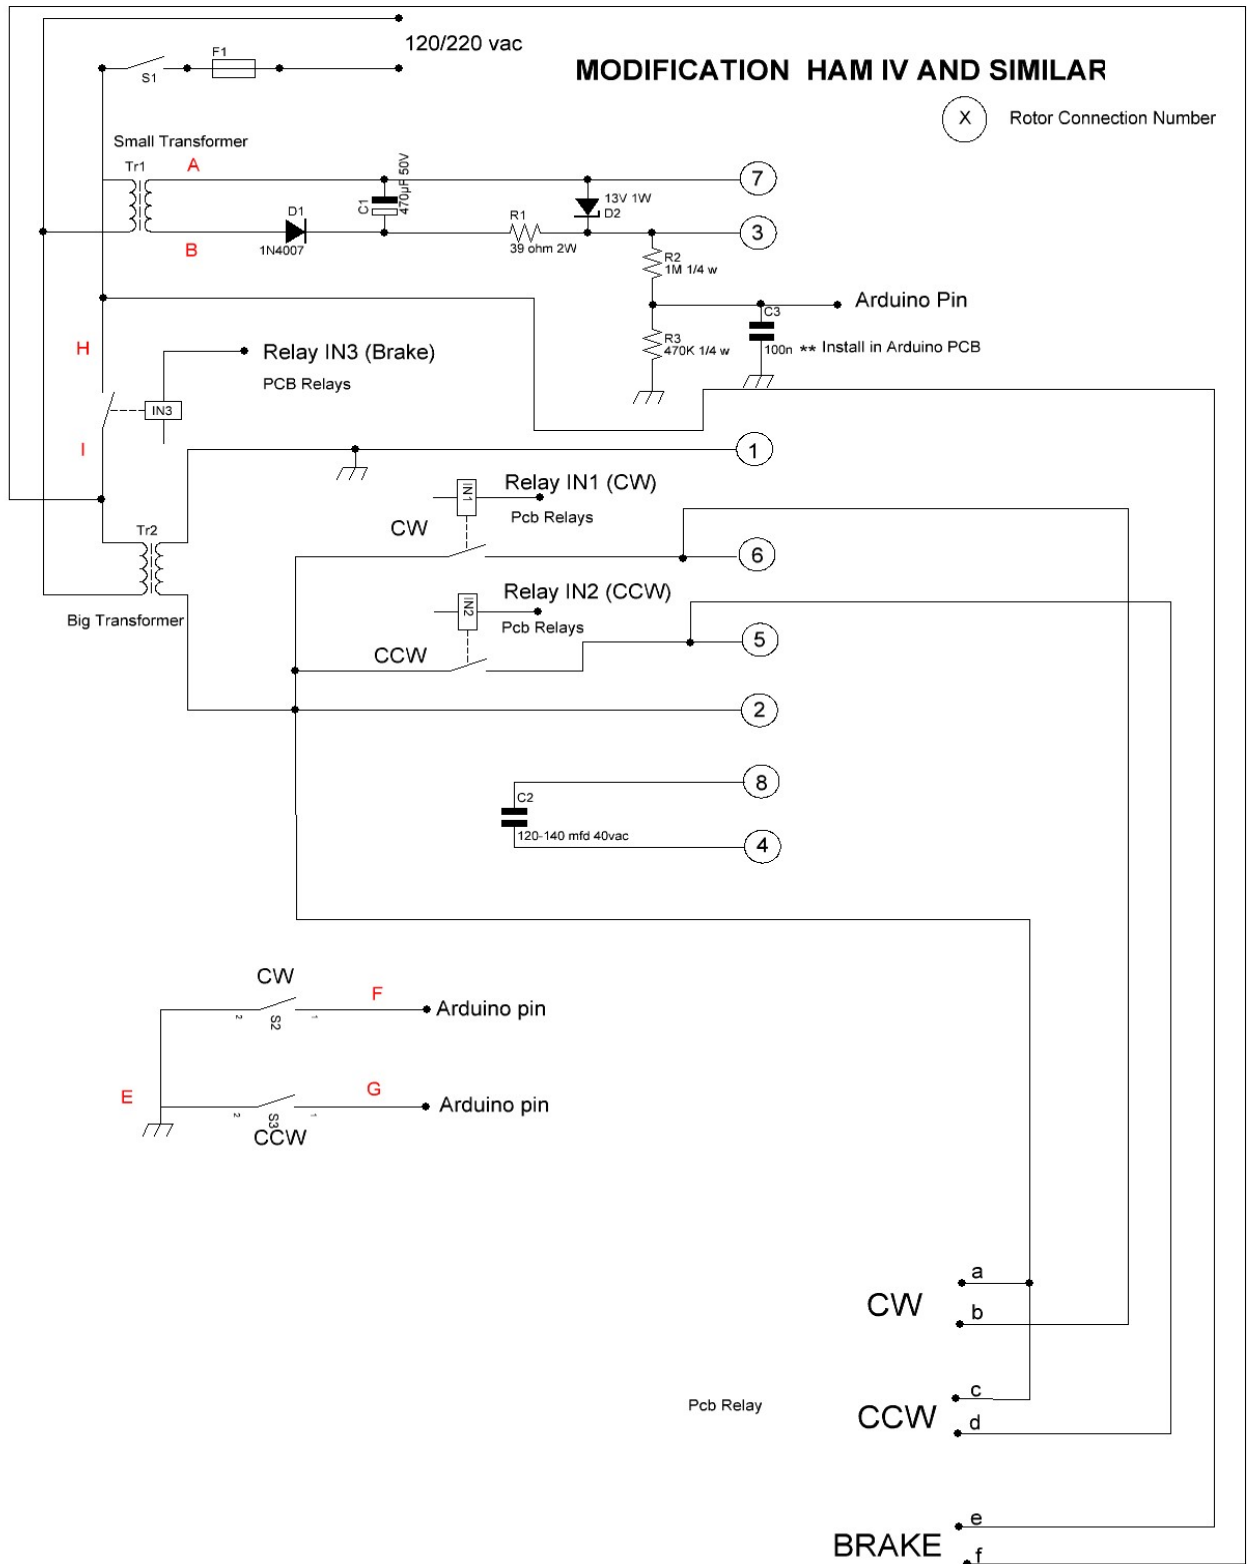 120/220 vac
F1
S1
MODIFICATION HAM IV AND SIMILAR
X
Rotor Connection Number
Small Transformer
Tr1
A
470µF 50V
C1
7
13V 1W
D2
D1
1N4007
B
R1
39 ohm 2W
3
R2
1M 1/4 w
Arduino Pin
C3
H
R3
470K 1/4 w
100n ** Install in Arduino PCB
Relay IN3 (Brake)
PCB Relays
IN3
I
1
Relay IN1 (CW)
IN1
Pcb Relays
CW
Tr2
6
Relay IN2 (CCW)
IN2
Pcb Relays
Big Transformer
CCW
5
2
8
C2
120-140 mfd 40vac
4
CW
F
Arduino pin
2
S2
1
E
G
Arduino pin
2
S3
1
CCW
a
CW
b
c
Pcb Relay
CCW
d
e
BRAKE
f